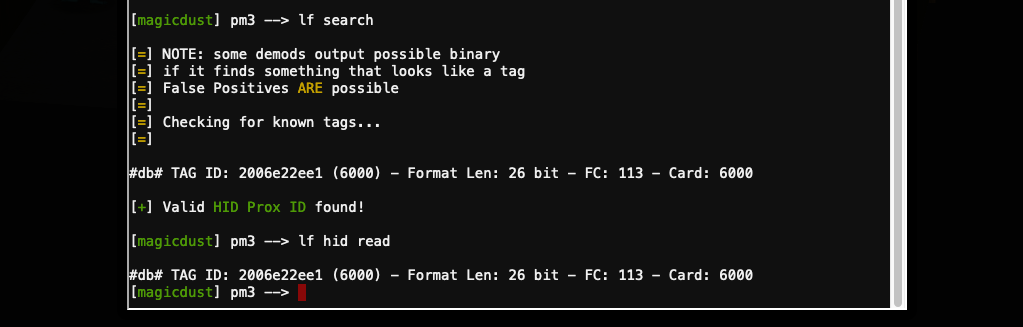 [magicdust] pm3 --> lf search
[=] NOTE: some demods output possible binary
[=] if it finds something that looks like a tag
[=] False Positives ARE possible
[=]
[=] Checking for known tags...
[=]
#db# TAG ID: 2006e22ee1 (6000) - Format Len: 26 bit - FC: 113 - Card: 6000
[+] Valid HID Prox ID found!
[magicdust] pm3 --> lf hid read
#db# TAG ID: 2006e22ee1 (6000) - Format Len: 26 bit - FC: 113 - Card: 6000
[magicdust] pm3 -->